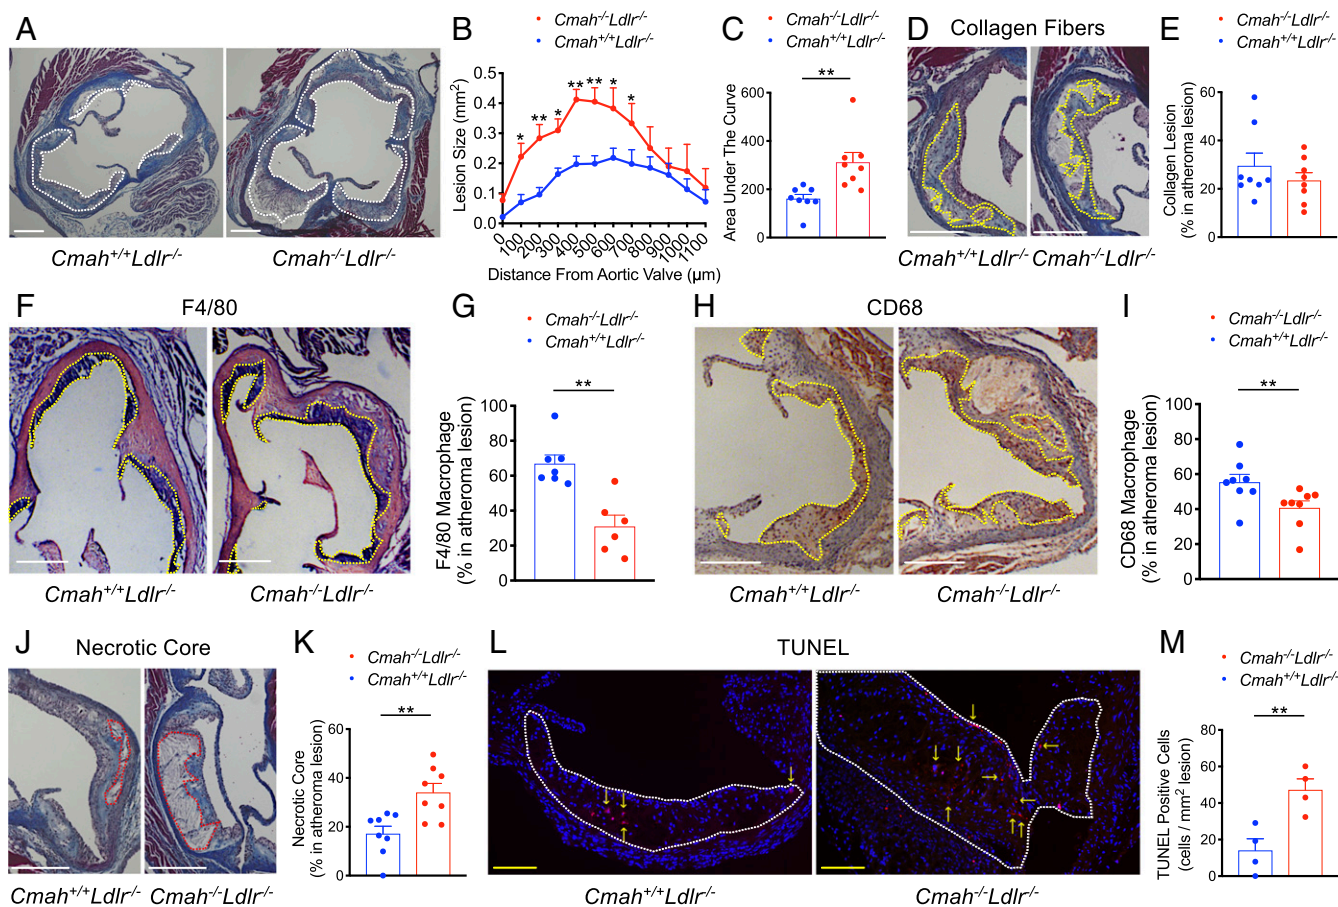 A
Cmah+/+Ldlr-/-
Cmah-/-Ldlr-/-
B
Cmah-/-Ldlr-/-
Cmah+/+Ldlr-/-
Lesion Size (mm2)
0.5
0.4
0.3
0.2
0.1
0.0
* ** * ** ** * *
0 100 200 300 400 500 600 700 800 900 1000 1100
Distance From Aortic Valve (µm)
C
Cmah-/-Ldlr-/-
Cmah+/+Ldlr-/-
**
Area Under The Curve
600
400
200
0
D
Collagen Fibers
Cmah+/+Ldlr-/-
Cmah-/-Ldlr-/-
E
Cmah-/-Ldlr-/-
Cmah+/+Ldlr-/-
Collagen Lesion
(% in atheroma lesion)
60
40
20
0
F
F4/80
Cmah+/+Ldlr-/-
Cmah-/-Ldlr-/-
G
Cmah-/-Ldlr-/-
Cmah+/+Ldlr-/-
**
F4/80 Macrophage
(% in atheroma lesion)
100
80
60
40
20
0
H
CD68
Cmah+/+Ldlr-/-
Cmah-/-Ldlr-/-
I
Cmah-/-Ldlr-/-
Cmah+/+Ldlr-/-
**
CD68 Macrophage
(% in atheroma lesion)
100
80
60
40
20
0
J
Necrotic Core
Cmah+/+Ldlr-/-
Cmah-/-Ldlr-/-
K
Cmah-/-Ldlr-/-
Cmah+/+Ldlr-/-
**
Necrotic Core
(% in atheroma lesion)
60
40
20
0
L
TUNEL
Cmah+/+Ldlr-/-
Cmah-/-Ldlr-/-
M
Cmah-/-Ldlr-/-
Cmah+/+Ldlr-/-
**
TUNEL Positive Cells
(cells / mm2 lesion)
80
60
40
20
0